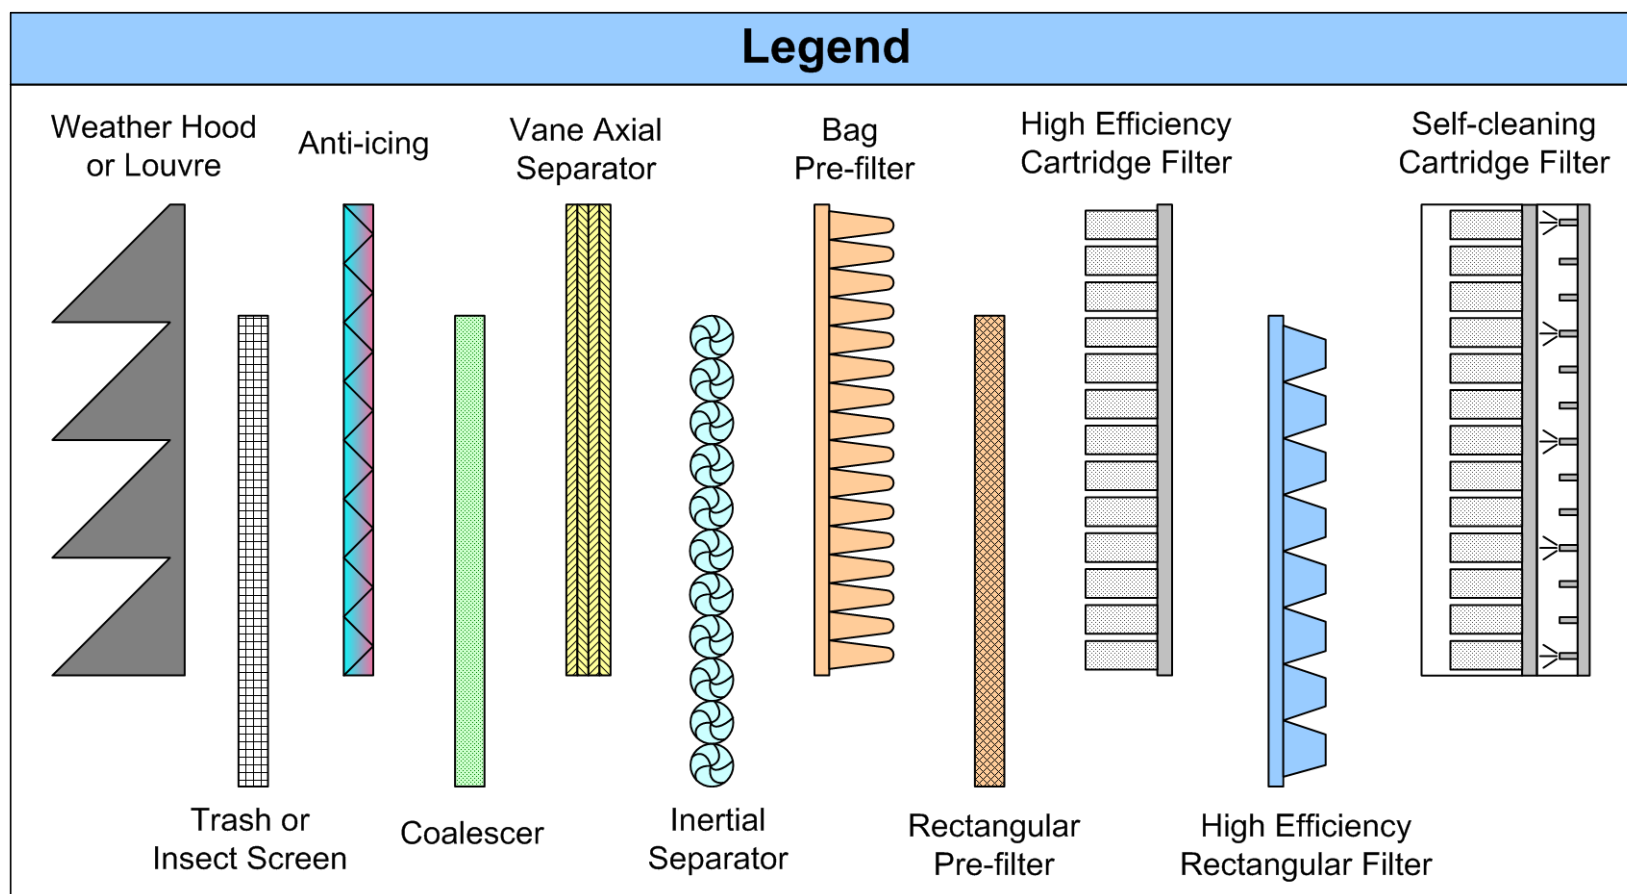 Legend
Weather Hood
or Louvre
Anti-icing
Vane Axial
Separator
Bag
Pre-filter
High Efficiency
Cartridge Filter
Self-cleaning
Cartridge Filter
Trash or
Insect Screen
Coalescer
Inertial
Separator
Rectangular
Pre-filter
High Efficiency
Rectangular Filter